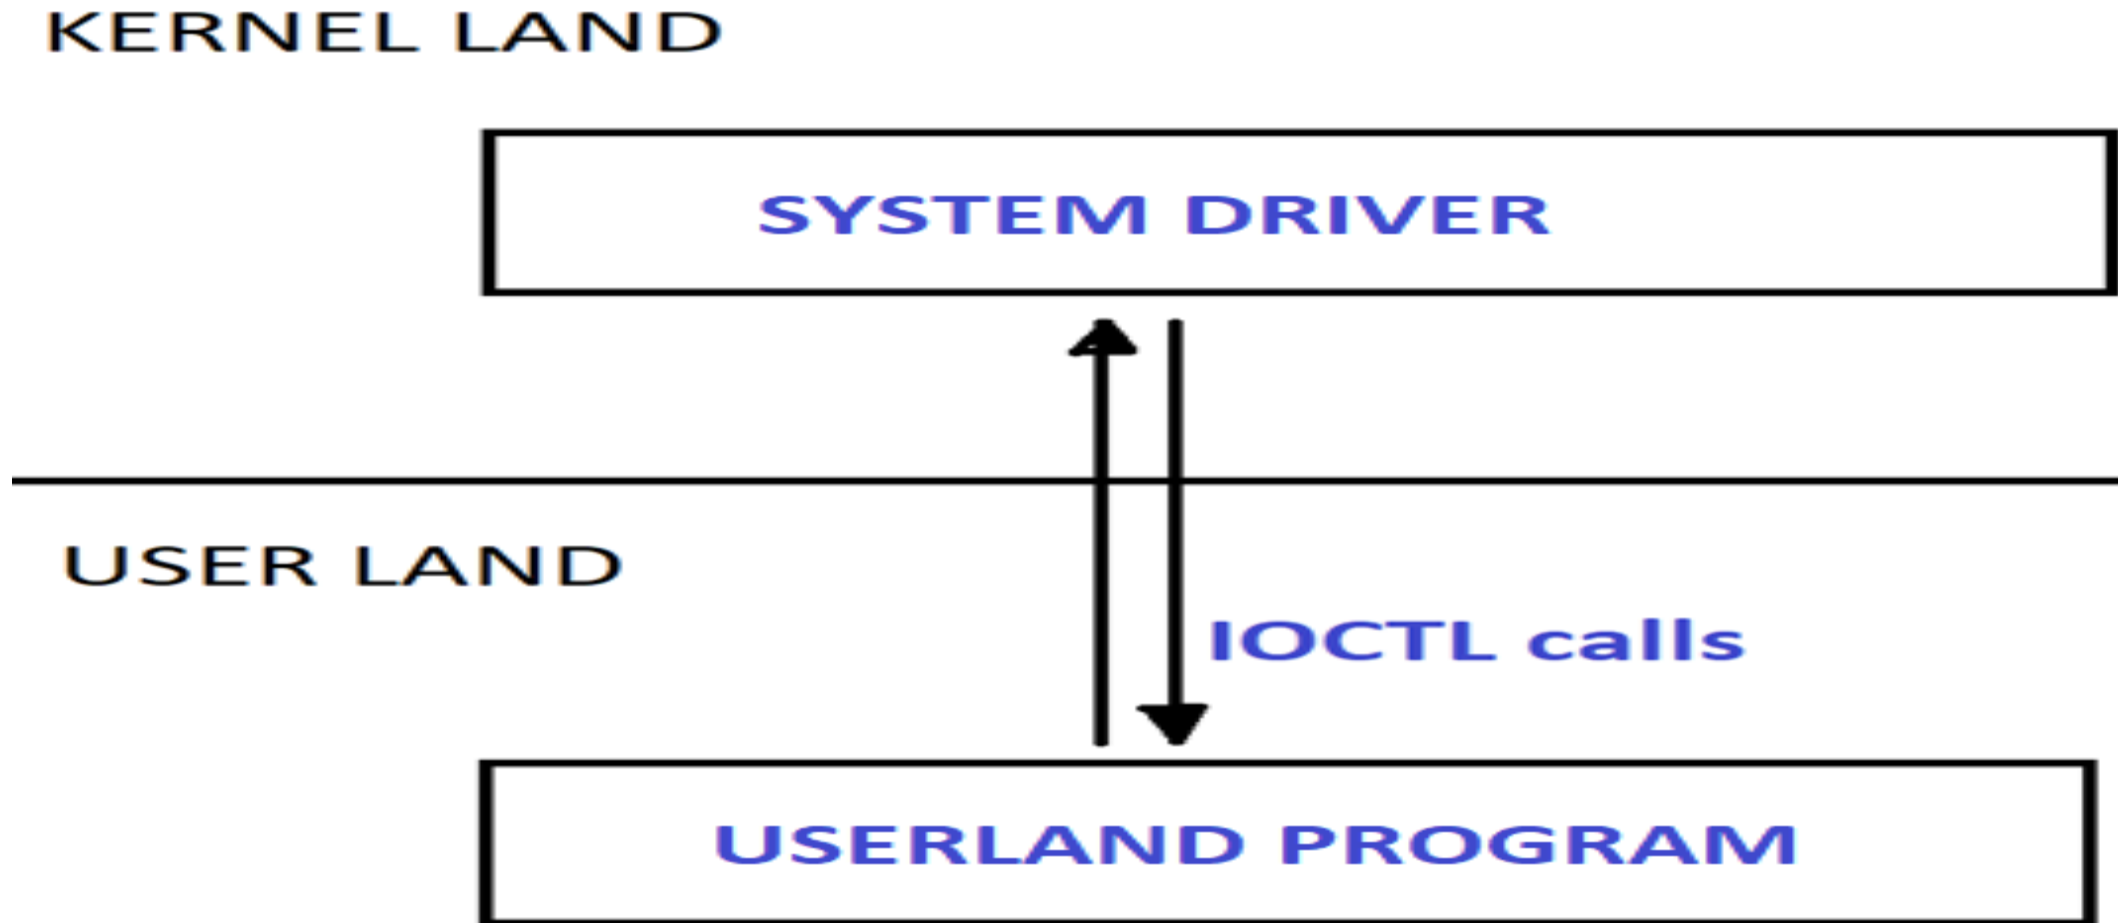 KERNEL LAND
SYSTEM DRIVER
USER LAND
IOCTL calls
USERLAND PROGRAM